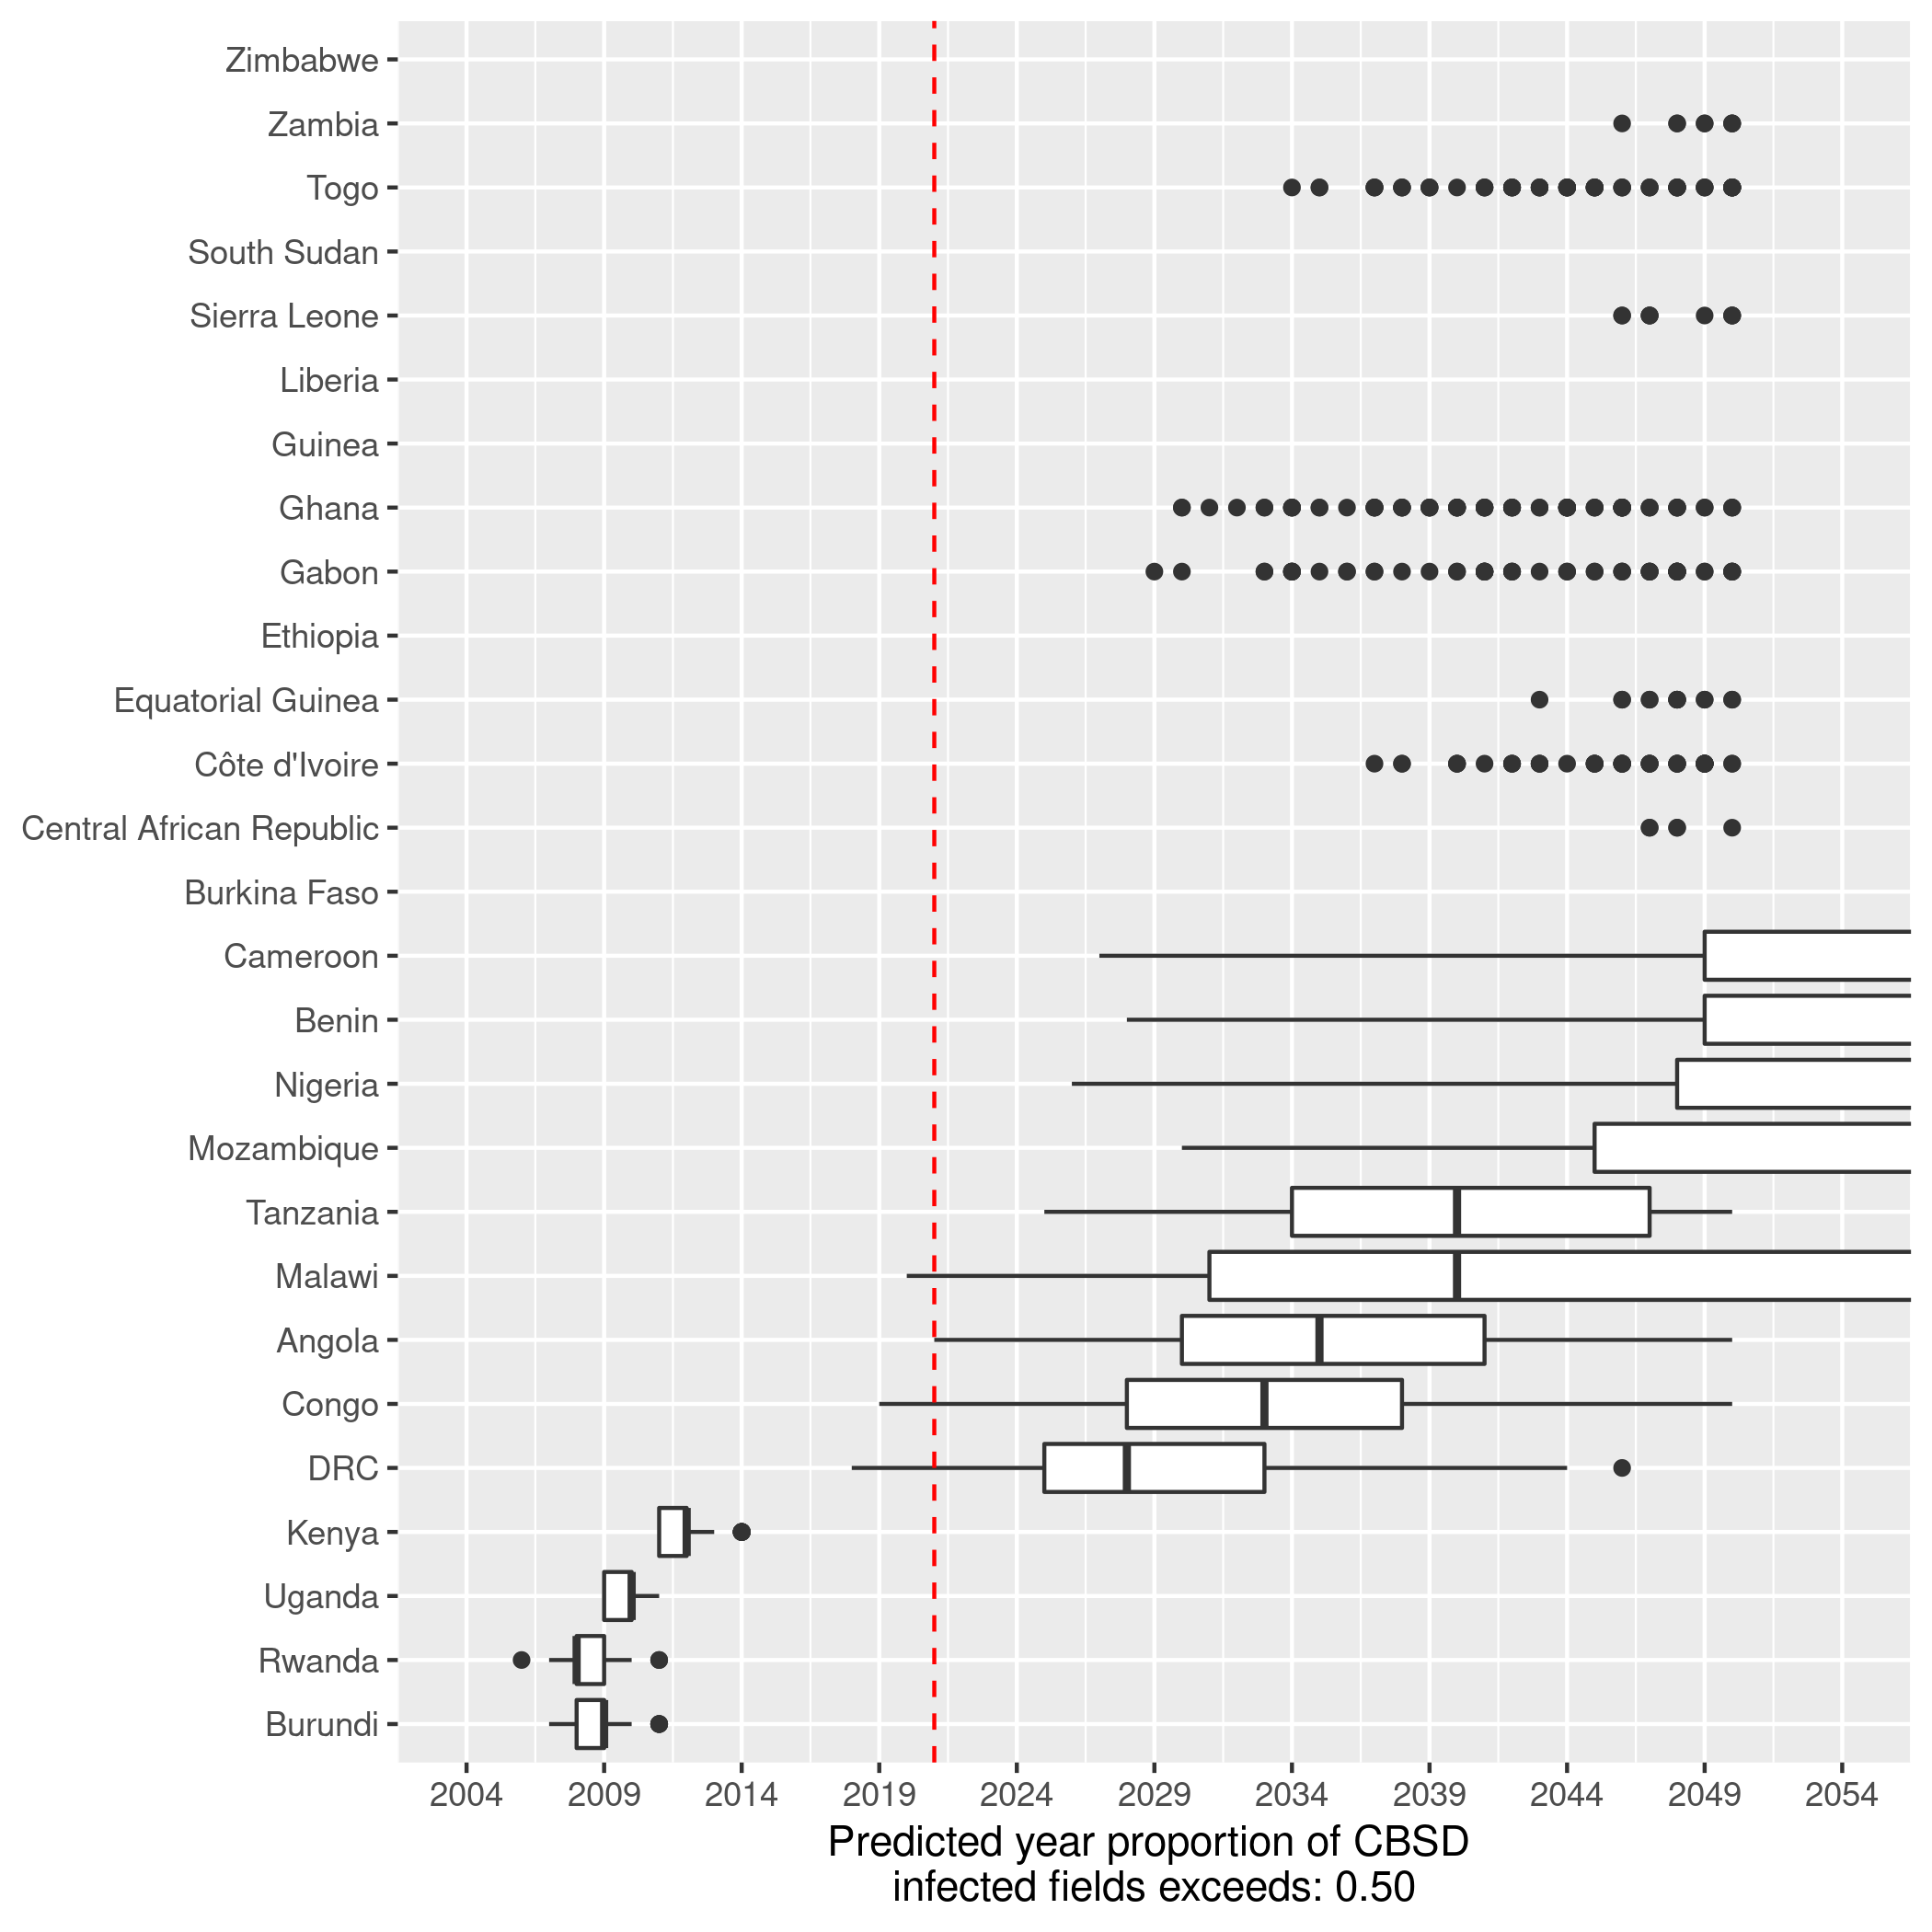 Zimbabwe
Zambia
Togo
South Sudan
Sierra Leone
Liberia
Guinea
Ghana
Gabon
Ethiopia
Equatorial Guinea
Côte d'Ivoire
Central African Republic
Burkina Faso
Cameroon
Benin
Nigeria
Mozambique
Tanzania
Malawi
Angola
Congo
DRC
Kenya
Uganda
Rwanda
Burundi
2004 2009 2014 2019 2024 2029 2034 2039 2044 2049 2054
Predicted year proportion of CBSD
infected fields exceeds: 0.50